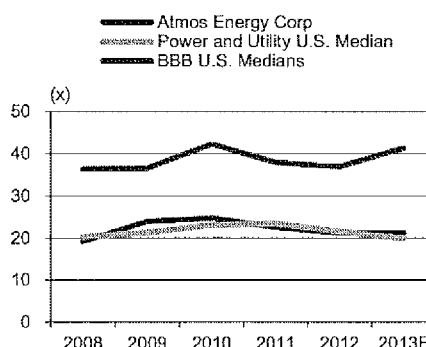 Atmos Energy Corp
Power and Utility U.S. Median
BBB U.S. Medians
(x)
50
40
30
20
10
0
2008 2009 2010 2011 2012 2013F